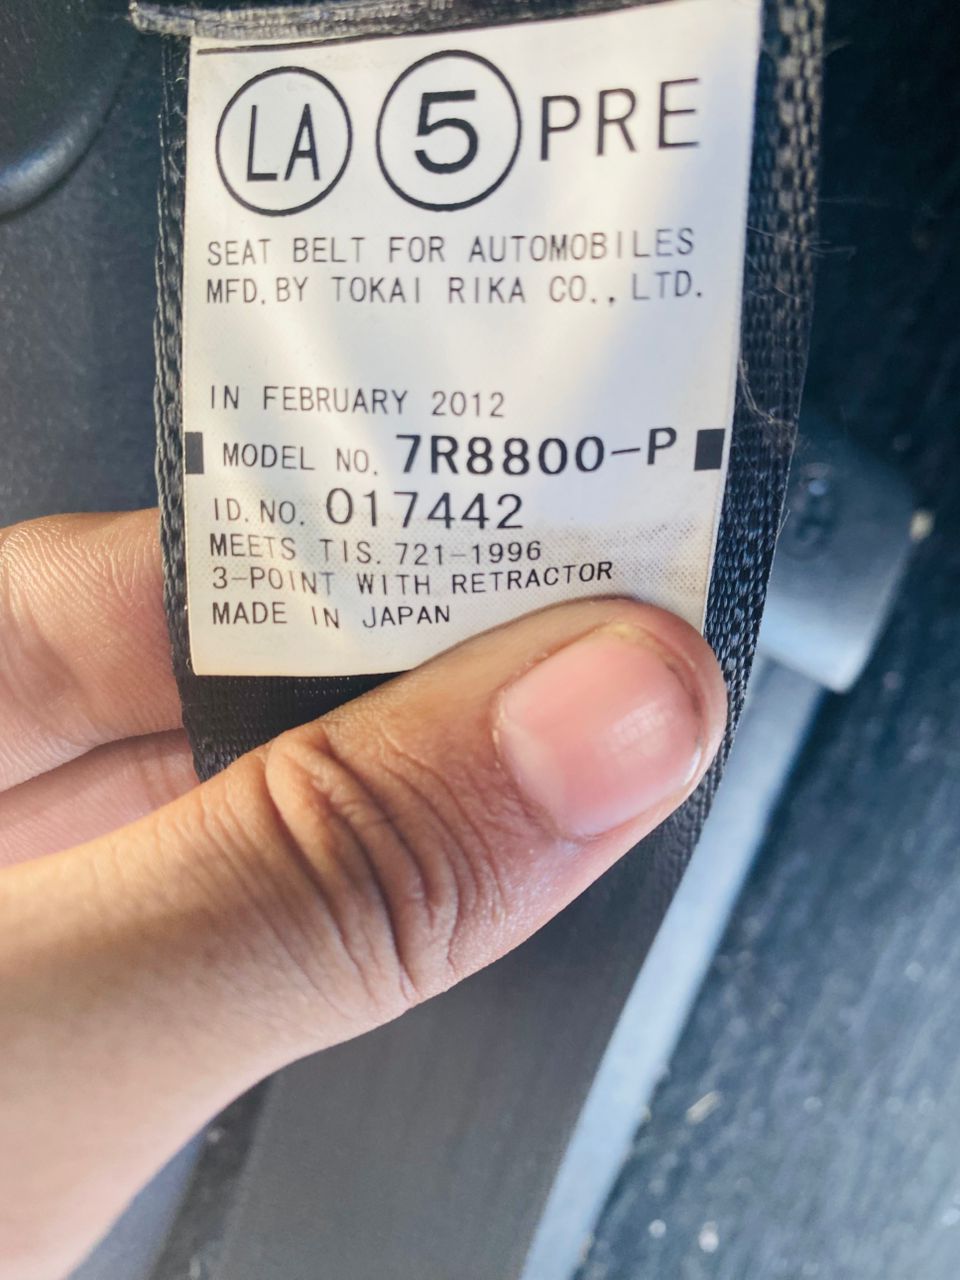 LA 5 PRE
SEAT BELT FOR AUTOMOBILES
MFD. BY TOKAI RIKA CO., LTD.
IN FEBRUARY 2012
MODEL NO. 7R8800-P
ID. NO. 017442
MEETS TIS. 721-1996
3-POINT WITH RETRACTOR
MADE IN JAPAN